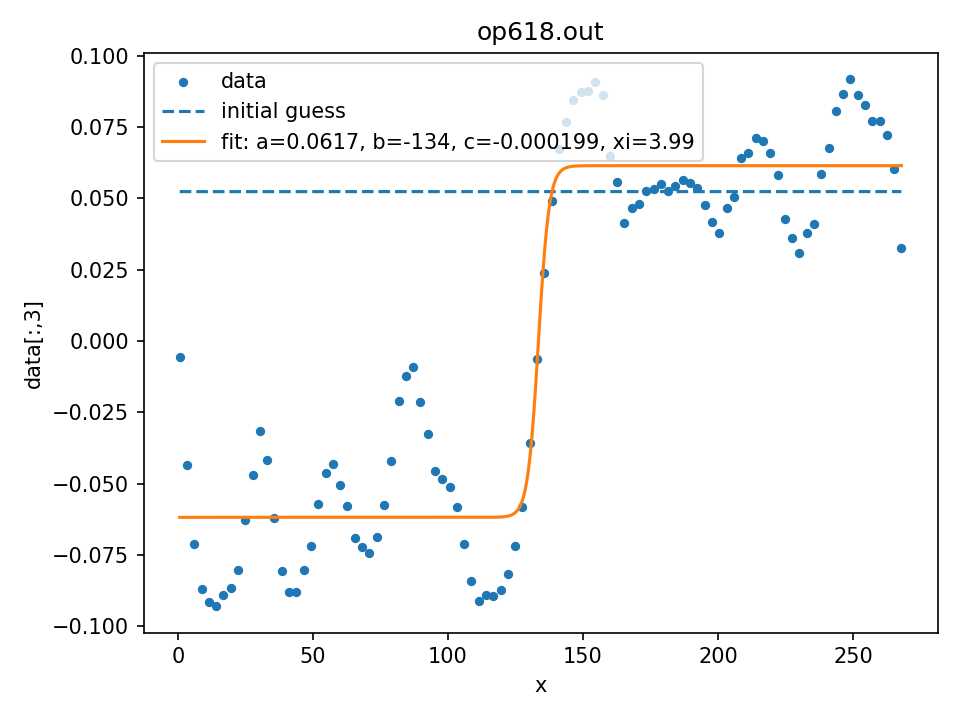 op618.out
data
initial guess
fit: a=0.0617, b=-134, c=-0.000199, xi=3.99
0.100
0.075
0.050
0.025
0.000
−0.025
−0.050
−0.075
−0.100
data[:,3]
0 50 100 150 200 250
x